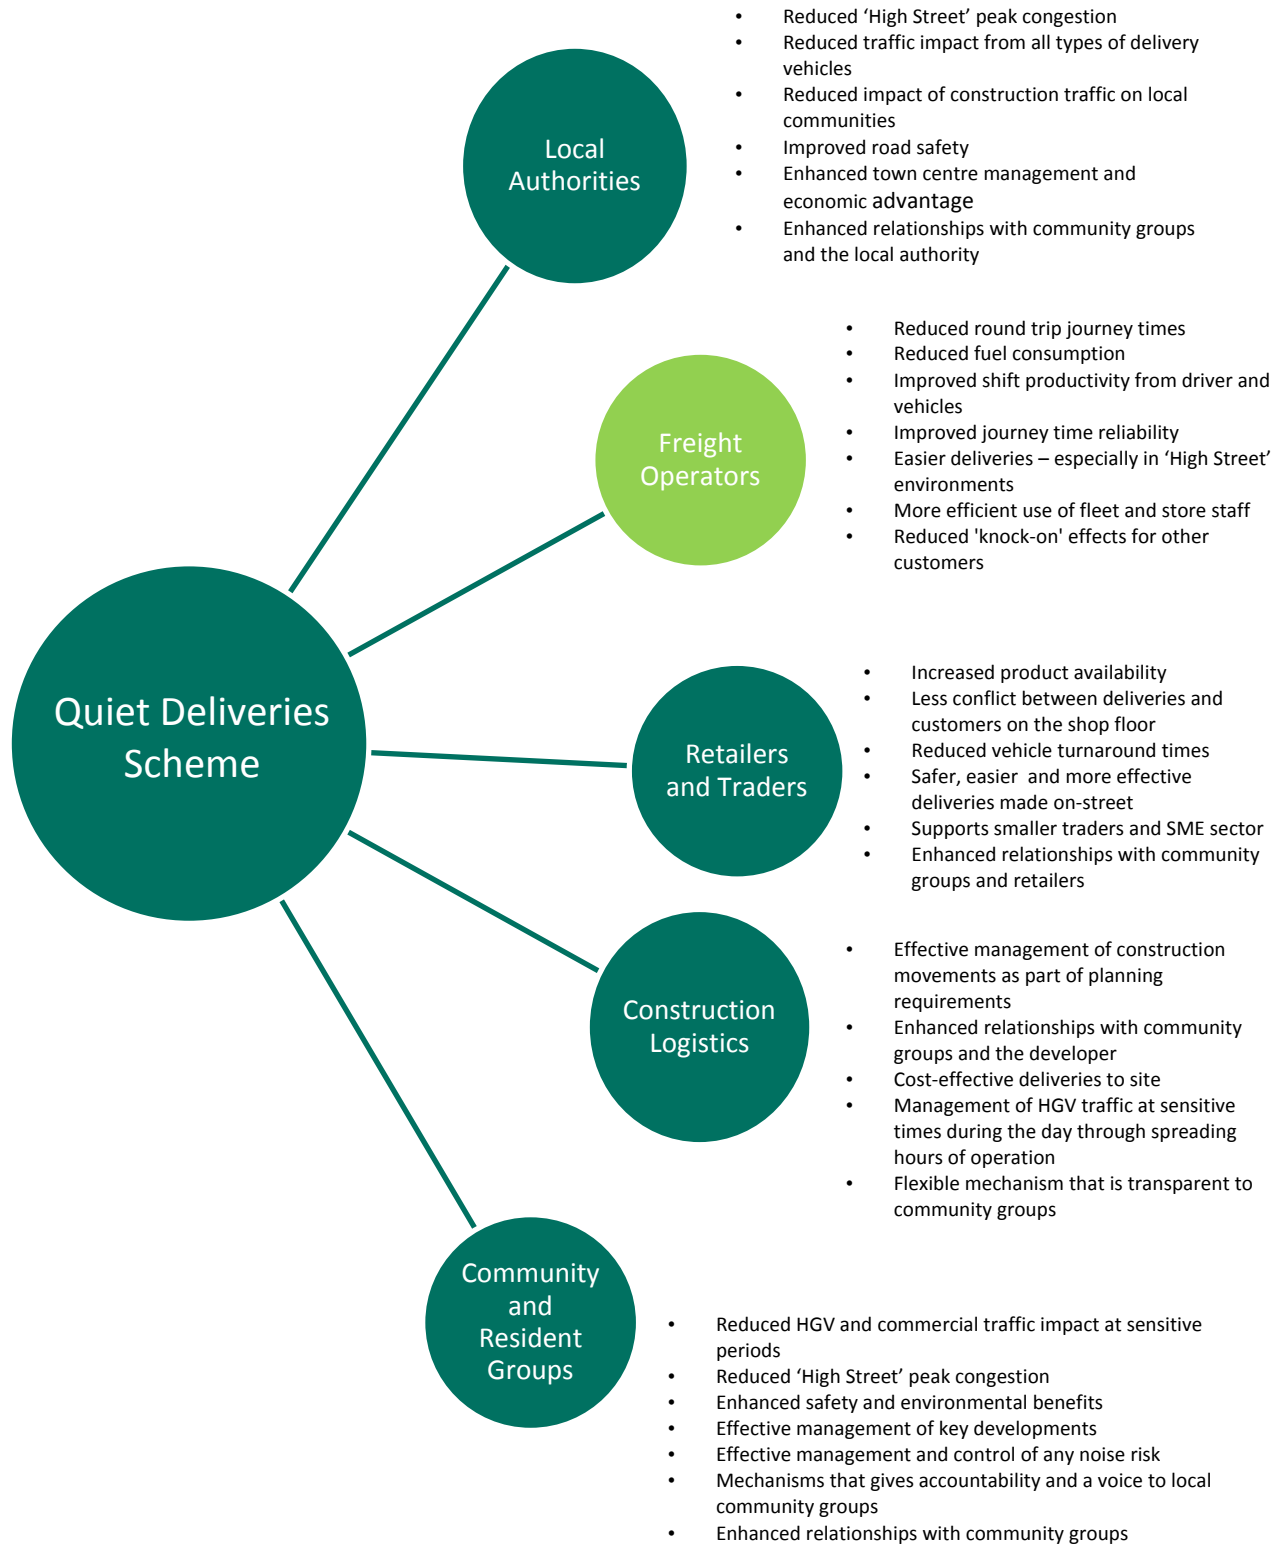 • Reduced ‘High Street’ peak congestion
• Reduced traffic impact from all types of delivery
vehicles
• Reduced impact of construction traffic on local
communities
• Improved road safety
• Enhanced town centre management and
economic advantage
• Enhanced relationships with community groups
and the local authority
Local
Authorities
• Reduced round trip journey times
• Reduced fuel consumption
• Improved shift productivity from driver and
vehicles
• Improved journey time reliability
• Easier deliveries – especially in ‘High Street’
environments
• More efficient use of fleet and store staff
• Reduced 'knock-on' effects for other
customers
Freight
Operators
Quiet Deliveries
Scheme
• Increased product availability
• Less conflict between deliveries and
customers on the shop floor
• Reduced vehicle turnaround times
• Safer, easier  and more effective
deliveries made on-street
• Supports smaller traders and SME sector
• Enhanced relationships with community
groups and retailers
Retailers
and Traders
• Effective management of construction
movements as part of planning
requirements
• Enhanced relationships with community
groups and the developer
• Cost-effective deliveries to site
• Management of HGV traffic at sensitive
times during the day through spreading
hours of operation
• Flexible mechanism that is transparent to
community groups
Construction
Logistics
Community
and
Resident
Groups
• Reduced HGV and commercial traffic impact at sensitive
periods
• Reduced ‘High Street’ peak congestion
• Enhanced safety and environmental benefits
• Effective management of key developments
• Effective management and control of any noise risk
• Mechanisms that gives accountability and a voice to local
community groups
• Enhanced relationships with community groups